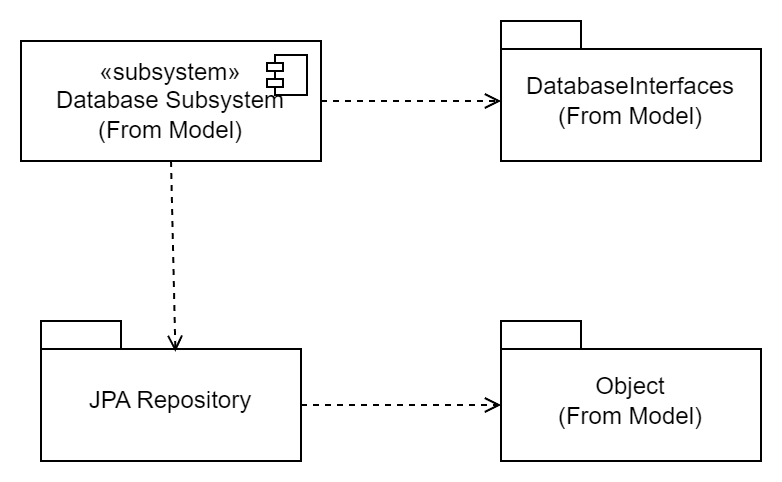 «subsystem»
Database Subsystem
(From Model)
DatabaseInterfaces
(From Model)
JPA Repository
Object
(From Model)